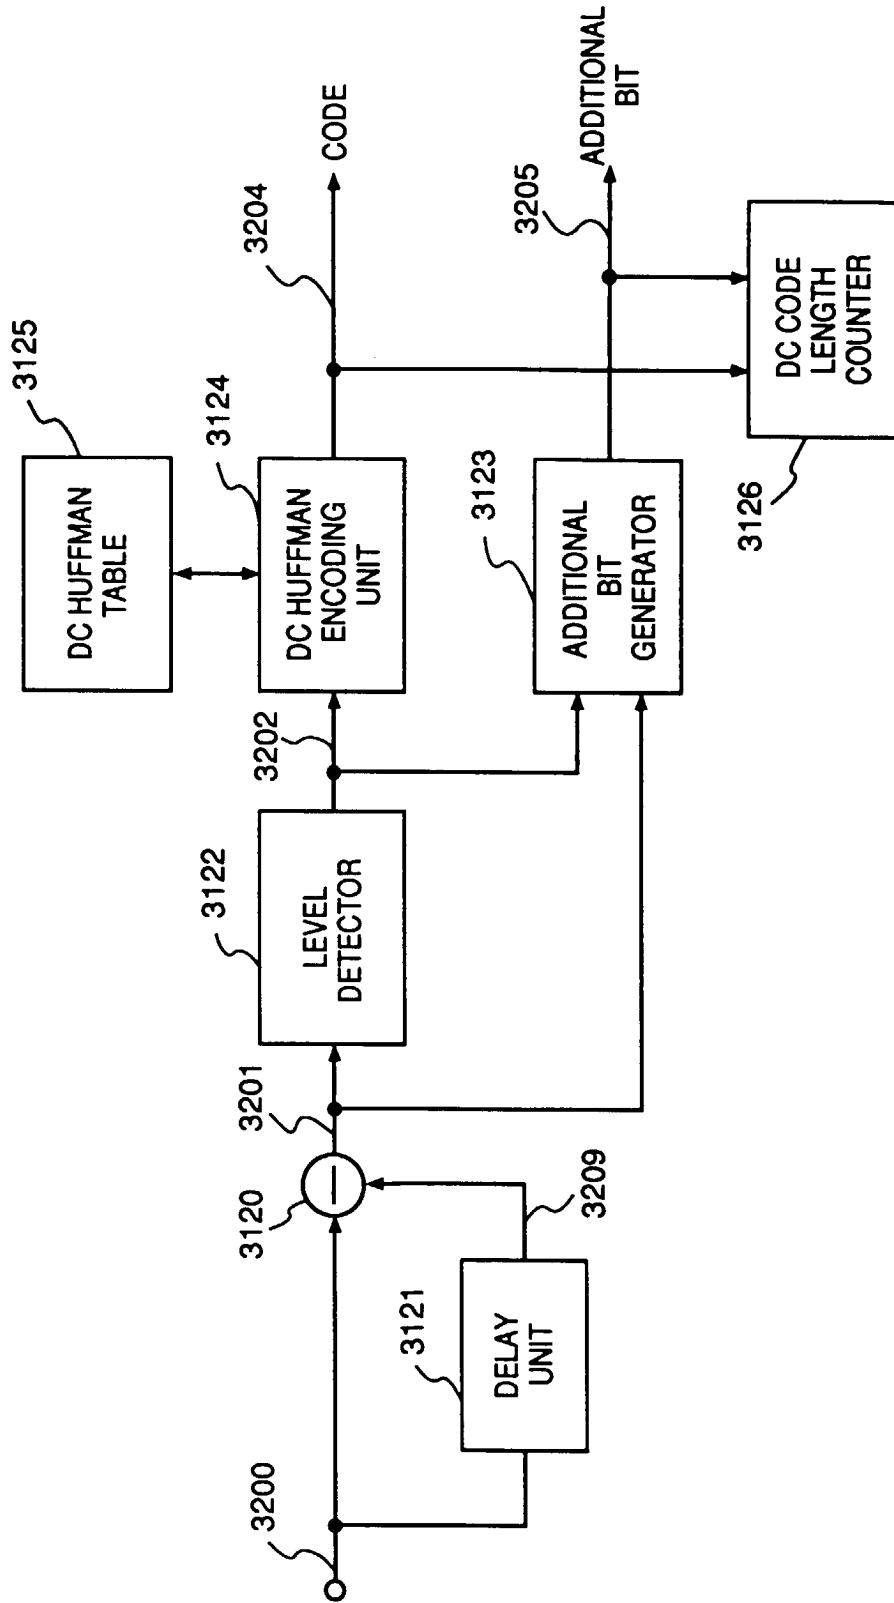 3125
DC HUFFMAN
TABLE
3124
3204
CODE
3122
3202
DC HUFFMAN
ENCODING
UNIT
3200
3120
3201
LEVEL
DETECTOR
3205
ADDITIONAL
BIT
3121
3209
3123
DELAY
UNIT
ADDITIONAL
BIT
GENERATOR
3126
DC CODE
LENGTH
COUNTER